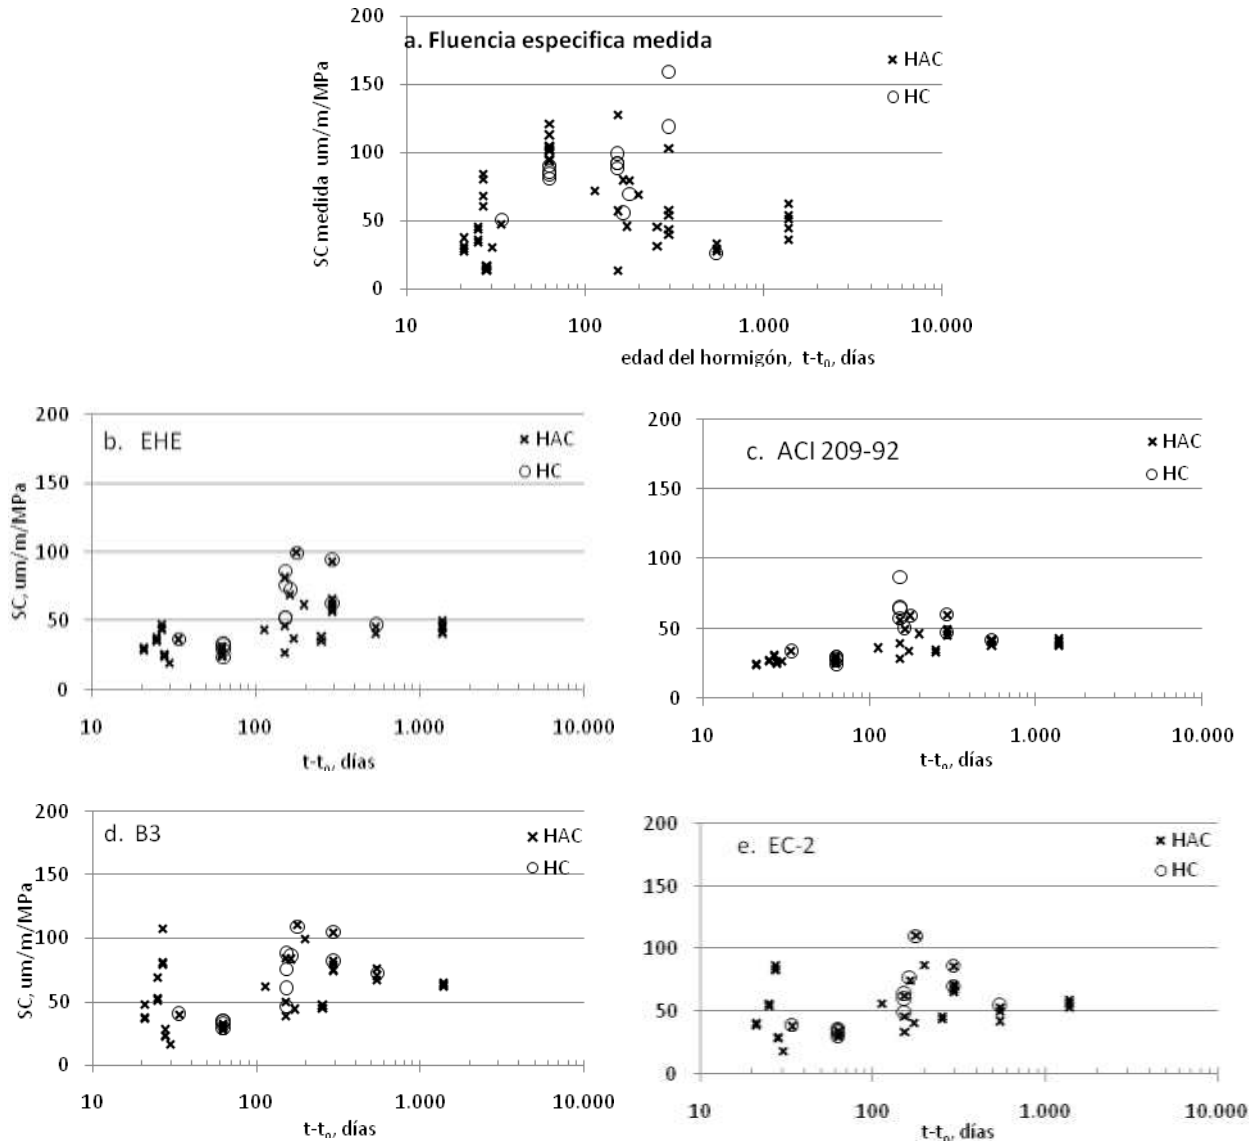 a. Fluencia especifica medida
HAC
HC
SC medida um/m/MPa
200
150
100
50
0
10
100
1.000
10.000
edad del hormigón, t-t₀, días
b. EHE
HAC
HC
SC, um/m/MPa
200
150
100
50
0
10
100
1.000
10.000
t-t₀, días
c. ACI 209-92
HAC
HC
200
150
100
50
0
10
100
1.000
10.000
t-t₀, días
d. B3
HAC
HC
SC, um/m/MPa
200
150
100
50
0
10
100
1.000
10.000
t-t₀, días
e. EC-2
HAC
HC
200
150
100
50
0
10
100
1.000
10.000
t-t₀, días